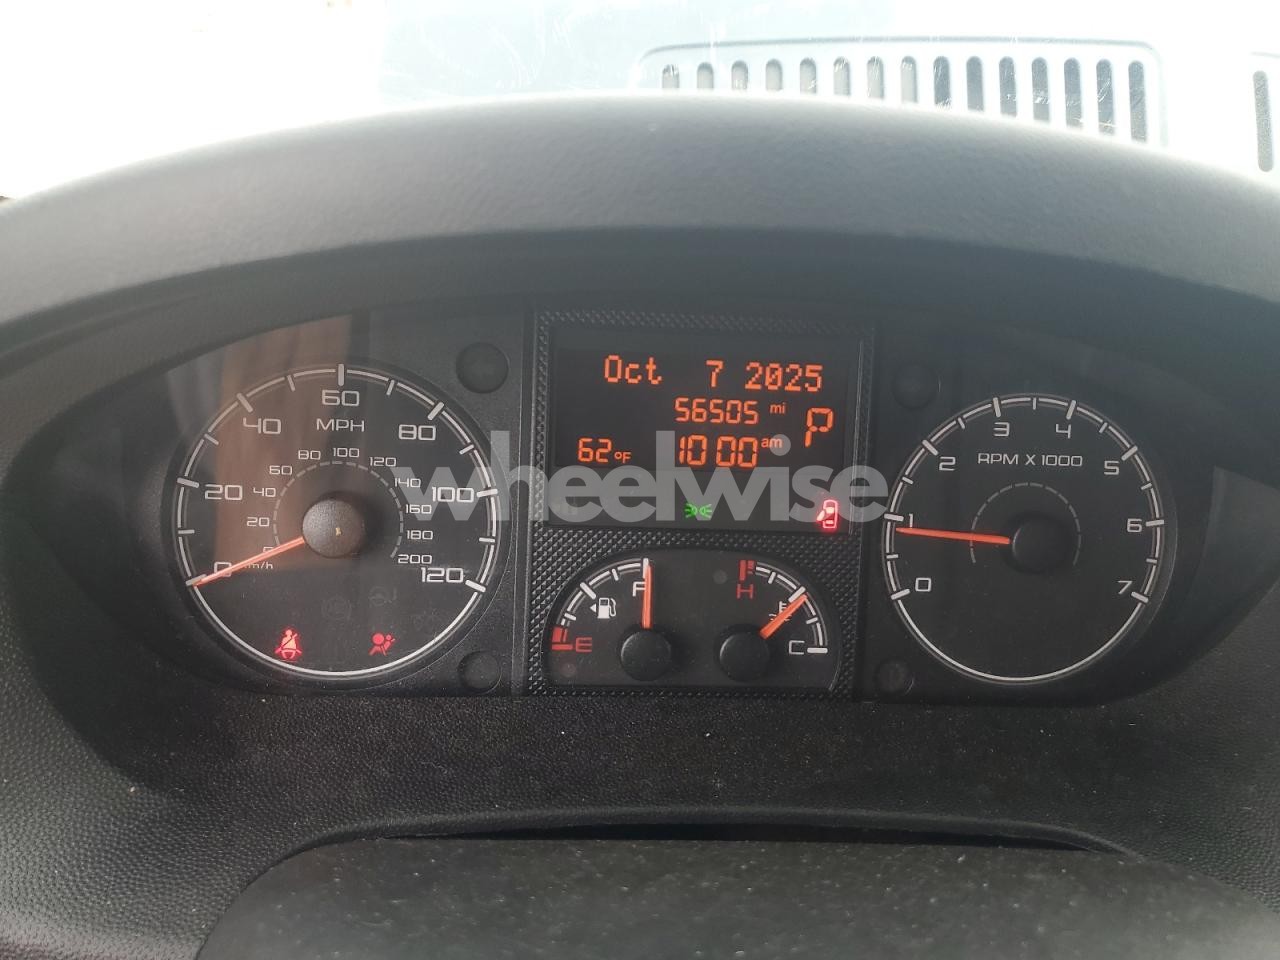 Oct 7 2025
56505 mi
P
62°F 10:00 am
wheelwise
0 20 40 60 80 100 120
MPH
0 20 40 60 80 100 120 140 160 180 200
km/h
F
E
H
C
0 1 2 3 4 5 6 7
RPM X 1000